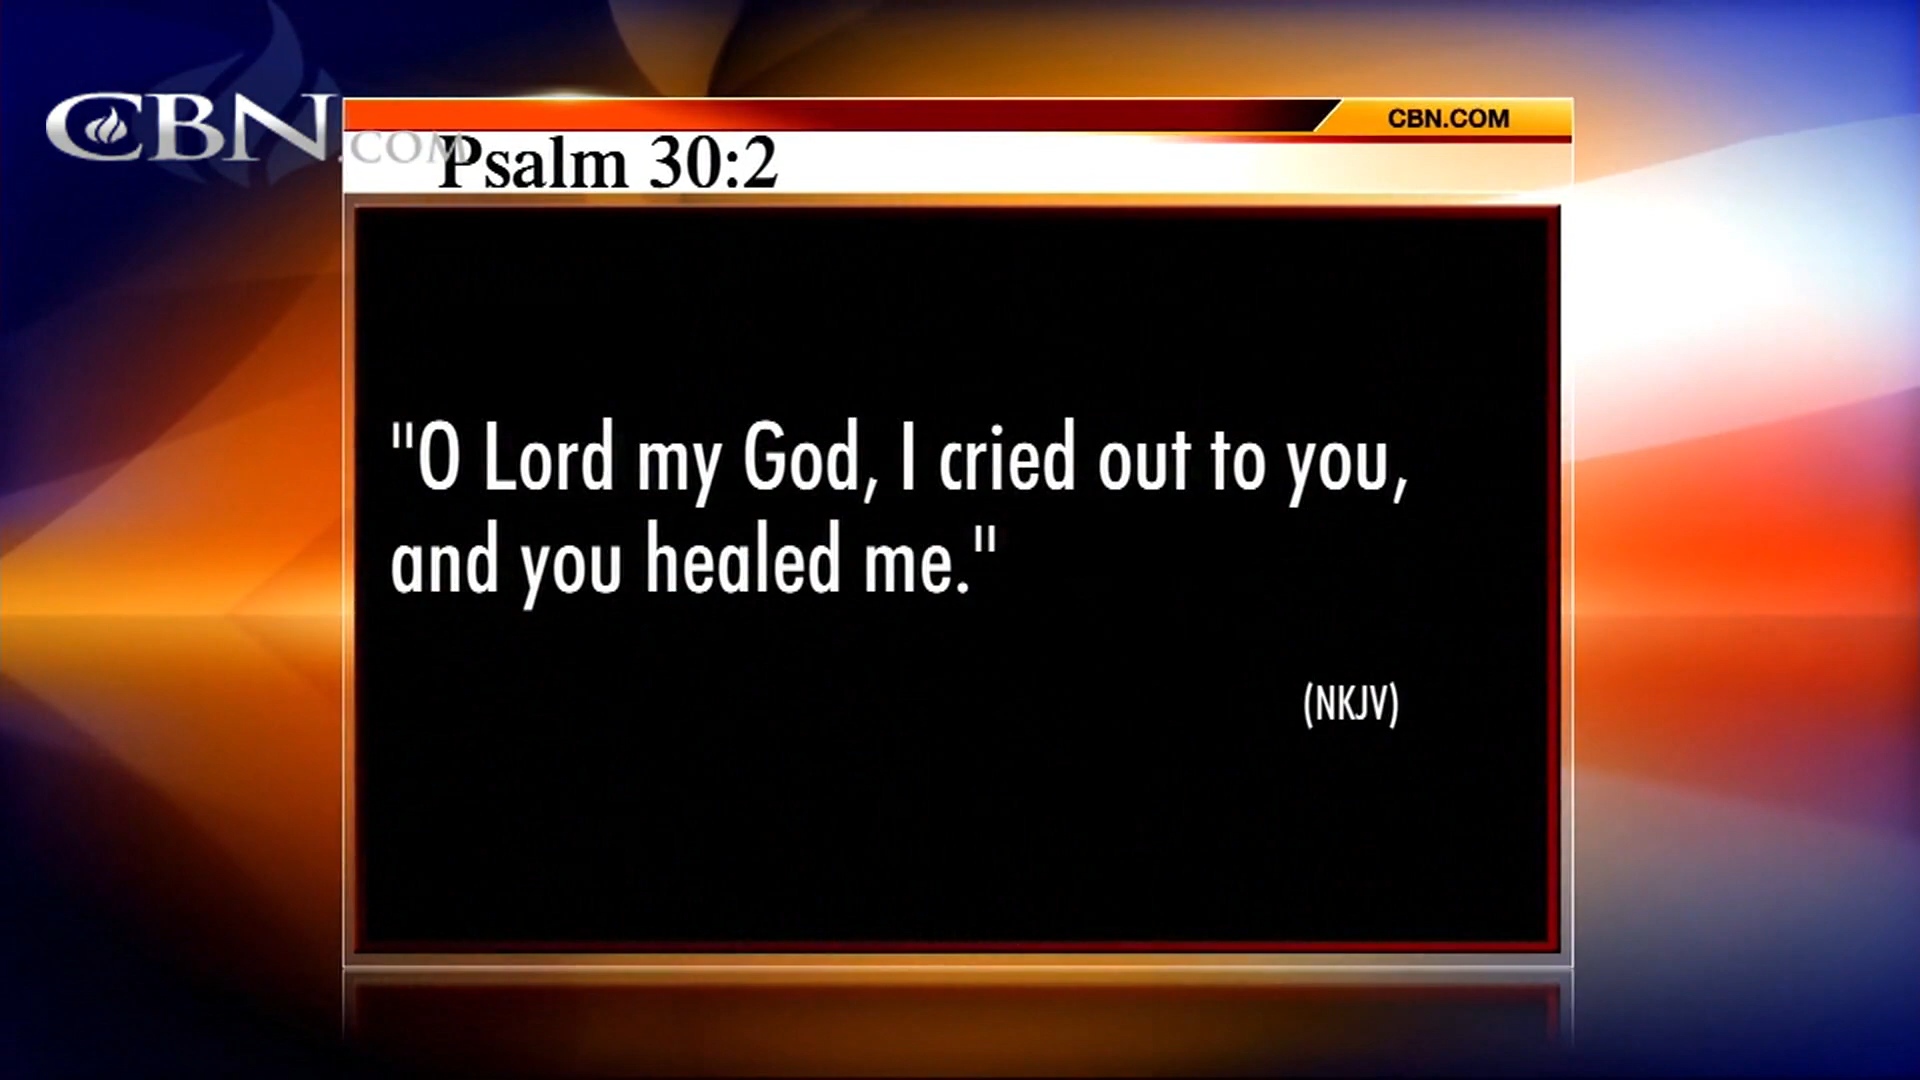 CBN.COM
CBN.COM
Psalm 30:2
"O Lord my God, I cried out to you,
and you healed me."
(NKJV)